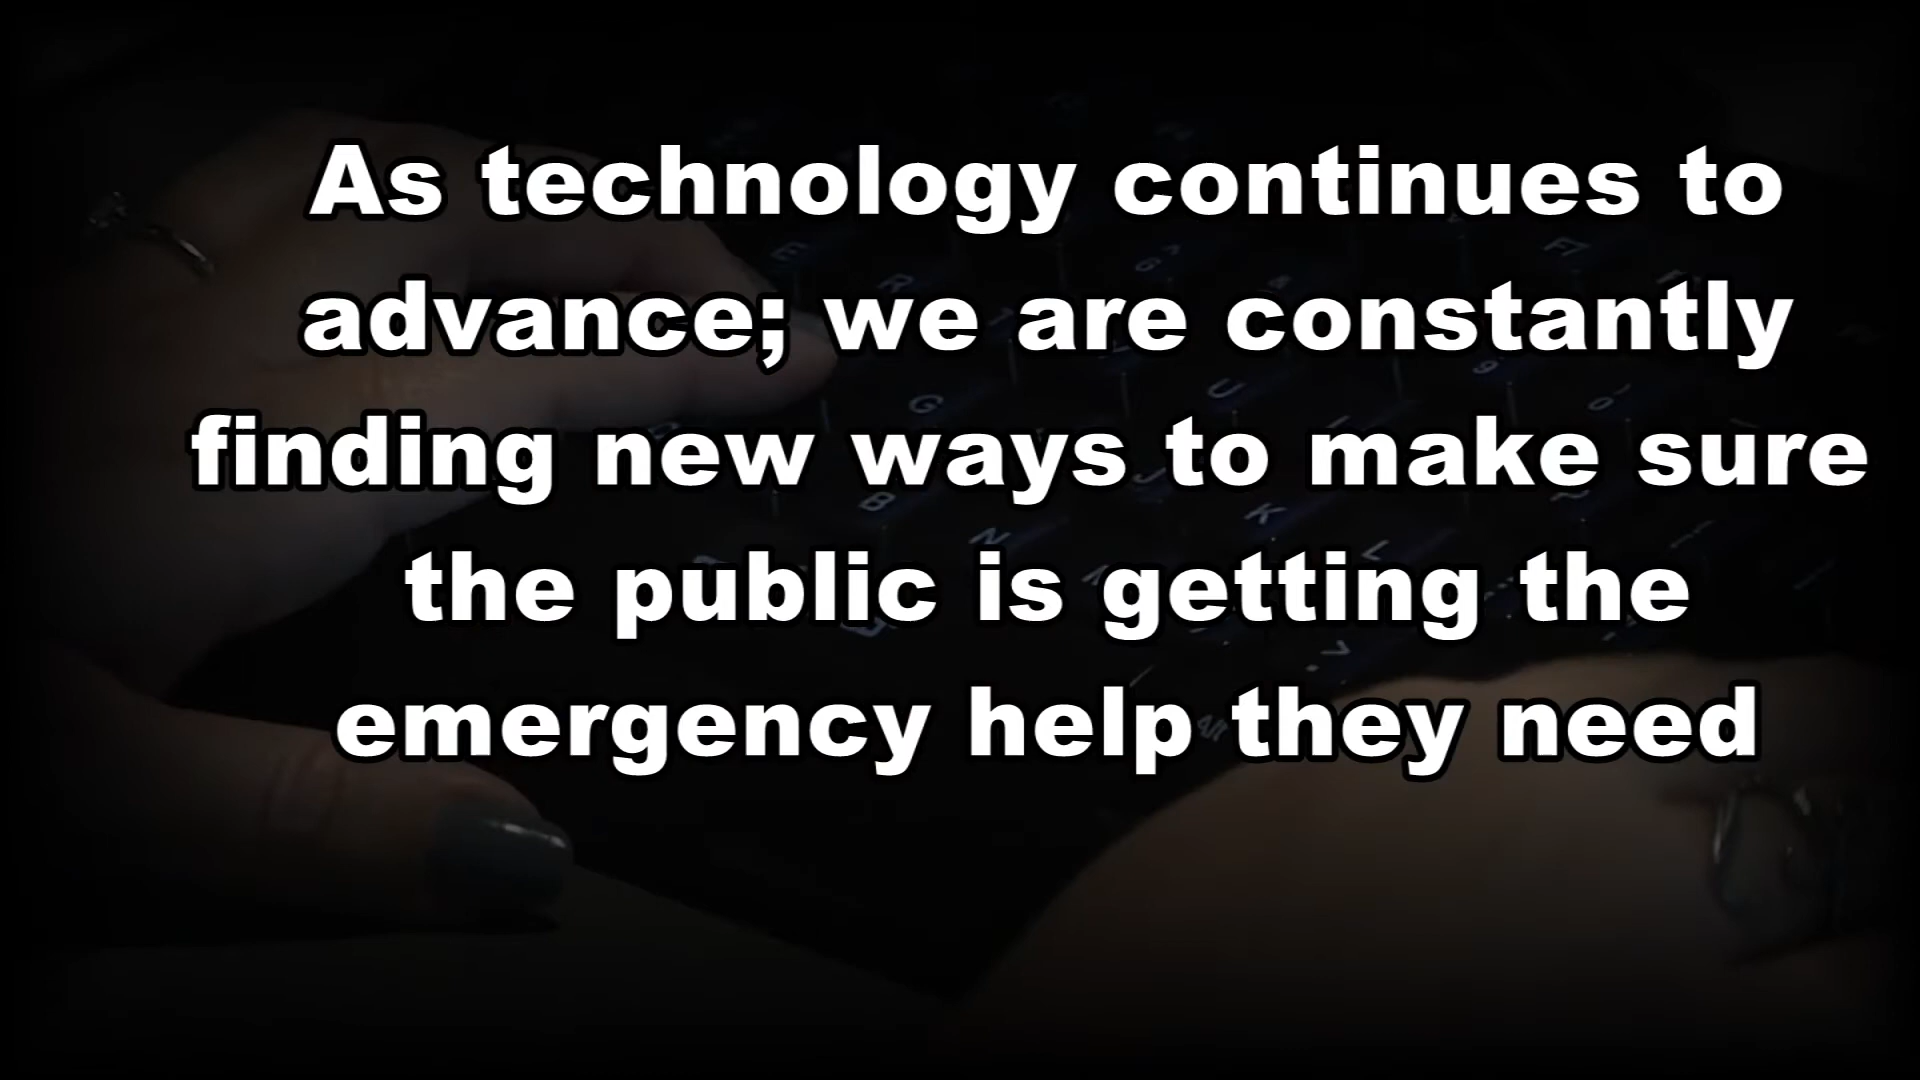 As technology continues to
advance; we are constantly
finding new ways to make sure
the public is getting the
emergency help they need